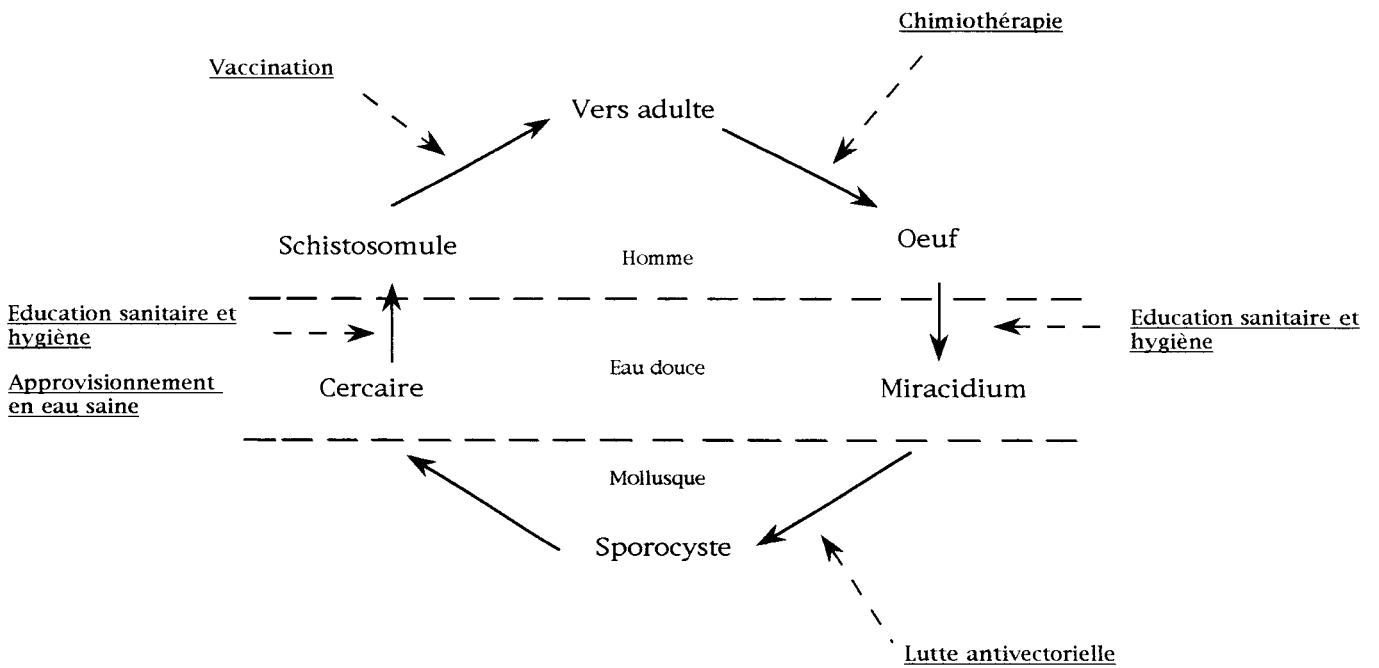 Chimiothérapie
Vaccination
Vers adulte
Schistosomule
Oeuf
Homme
Education sanitaire et
hygiène
Education sanitaire et
hygiène
Eau douce
Approvisionnement
en eau saine
Cercaire
Miracidium
Mollusque
Sporocyste
Lutte antivectorielle